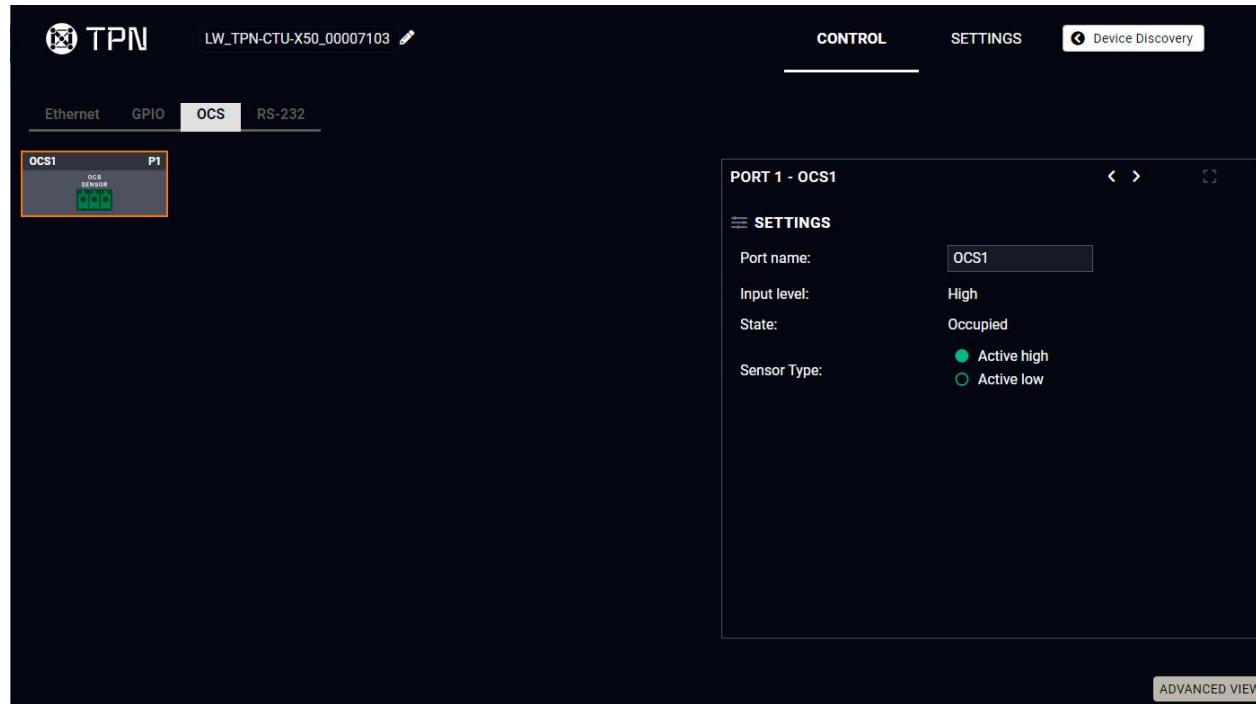 TPN LW_TPN-CTU-X50_00007103 CONTROL SETTINGS Device Discovery
Ethernet GPIO OCS RS-232
OCS1 P1
OCS
SENSOR
PORT 1 - OCS1
SETTINGS
Port name: OCS1
Input level: High
State: Occupied
Sensor Type:
Active high
Active low
ADVANCED VIEW